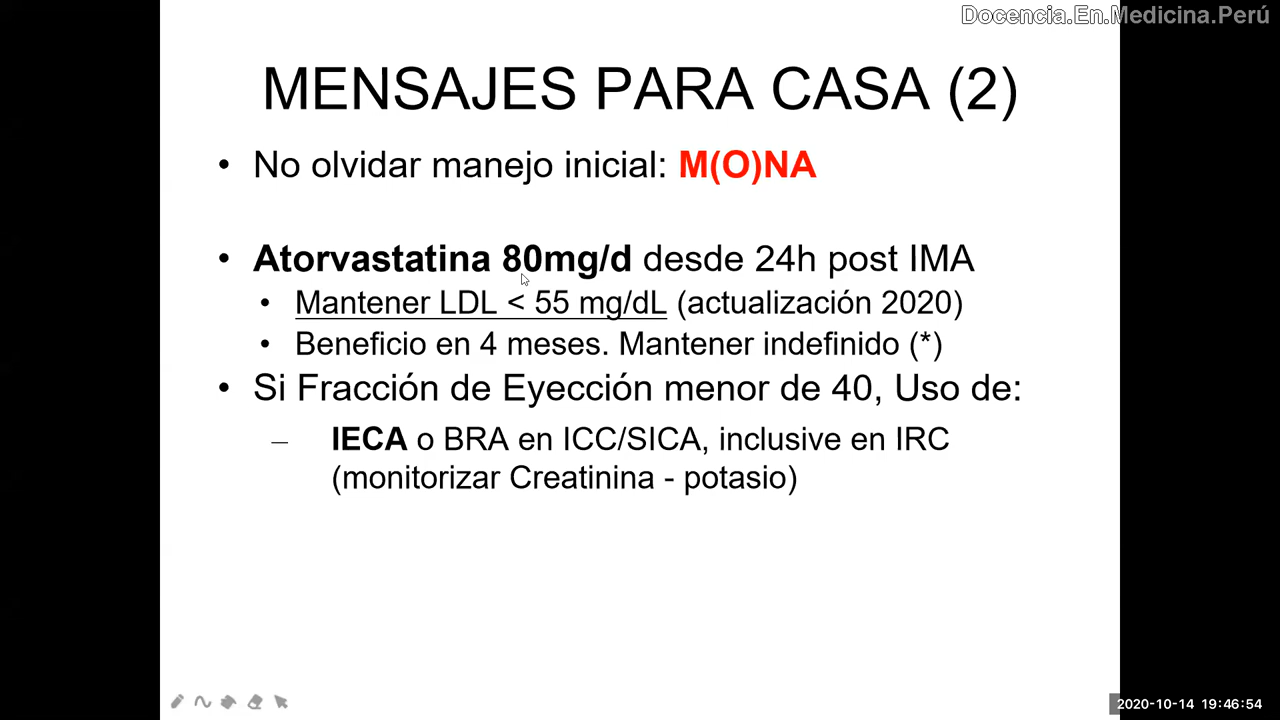 Docencia.En.Medicina.Perú
MENSAJES PARA CASA (2)
• No olvidar manejo inicial: M(O)NA
• Atorvastatina 80mg/d desde 24h post IMA
• Mantener LDL < 55 mg/dL (actualización 2020)
• Beneficio en 4 meses. Mantener indefinido (*)
• Si Fracción de Eyección menor de 40, Uso de:
– IECA o BRA en ICC/SICA, inclusive en IRC
(monitorizar Creatinina - potasio)
2020-10-14 19:46:54